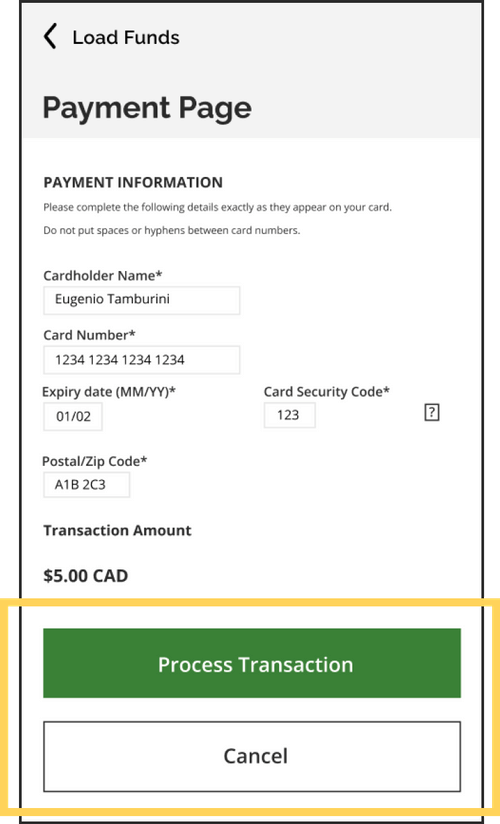 Load Funds
Payment Page
PAYMENT INFORMATION
Please complete the following details exactly as they appear on your card.
Do not put spaces or hyphens between card numbers.
Cardholder Name*
Eugenio Tamburini
Card Number*
1234 1234 1234 1234
Expiry date (MM/YY)* Card Security Code*
01/02 123 ?
Postal/Zip Code*
A1B 2C3
Transaction Amount
$5.00 CAD
Process Transaction
Cancel